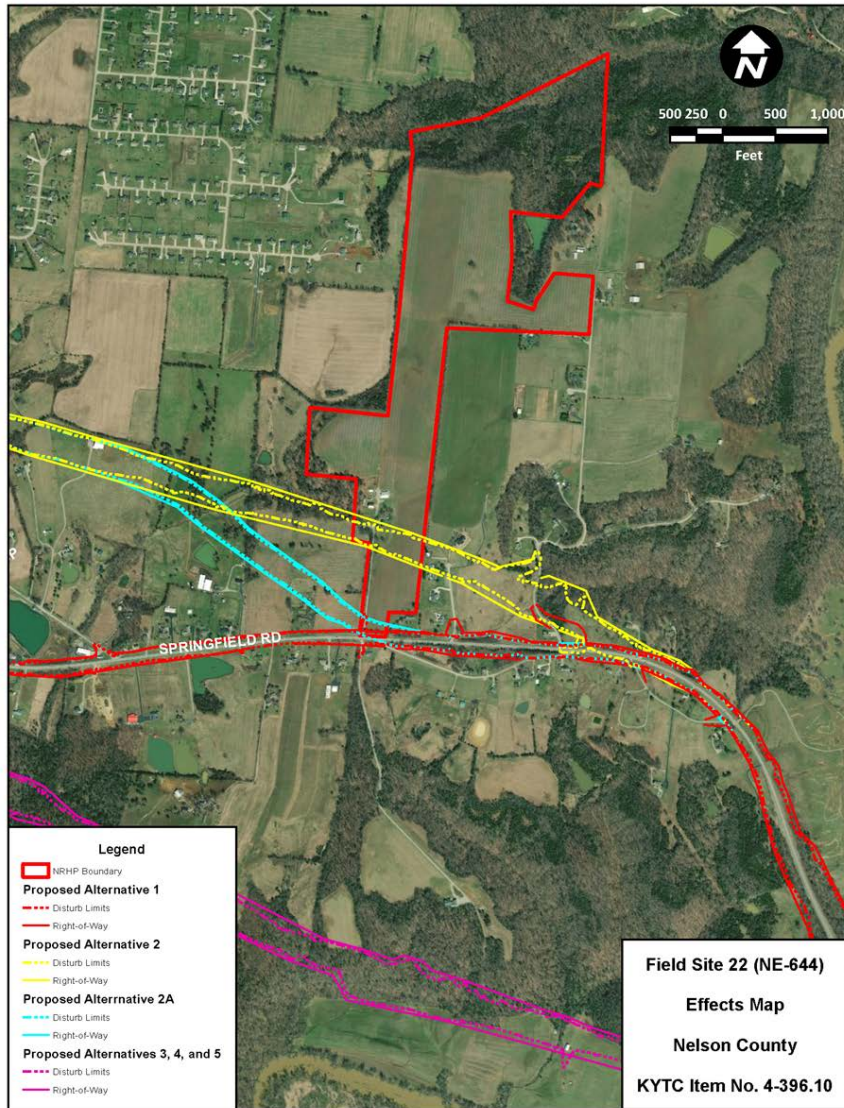 N
500 250 0 500 1,000
Feet
SPRINGFIELD RD
Legend
NRHP Boundary
Proposed Alternative 1
Disturb Limits
Right-of-Way
Proposed Alternative 2
Disturb Limits
Right-of-Way
Proposed Alterrnative 2A
Disturb Limits
Right-of-Way
Proposed Alternatives 3, 4, and 5
Disturb Limits
Right-of-Way
Field Site 22 (NE-644)
Effects Map
Nelson County
KYTC Item No. 4-396.10